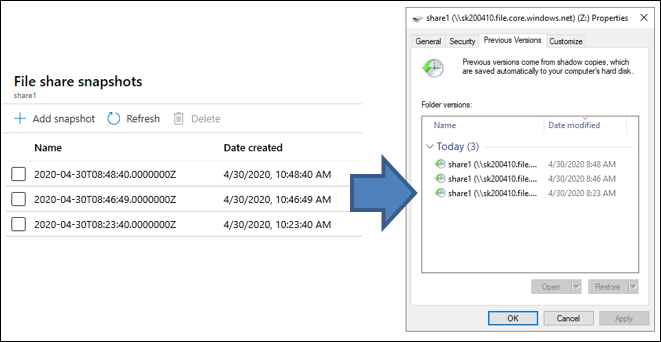 File share snapshots
share1
Add snapshot Refresh Delete
Name Date created
2020-04-30T08:48:40.0000000Z 4/30/2020, 10:48:40 AM
2020-04-30T08:46:49.0000000Z 4/30/2020, 10:46:49 AM
2020-04-30T08:23:40.0000000Z 4/30/2020, 10:23:40 AM
share1 (\\sk200410.file.core.windows.net) (Z:) Properties
General Security Previous Versions Customize
Previous versions come from shadow copies, which
are saved automatically to your computer's hard disk.
Folder versions:
Name Date modified
Today (3)
share1 (\\sk200410.file.... 4/30/2020 8:48 AM
share1 (\\sk200410.file.... 4/30/2020 8:46 AM
share1 (\\sk200410.file.... 4/30/2020 8:23 AM
Open Restore
OK Cancel Apply